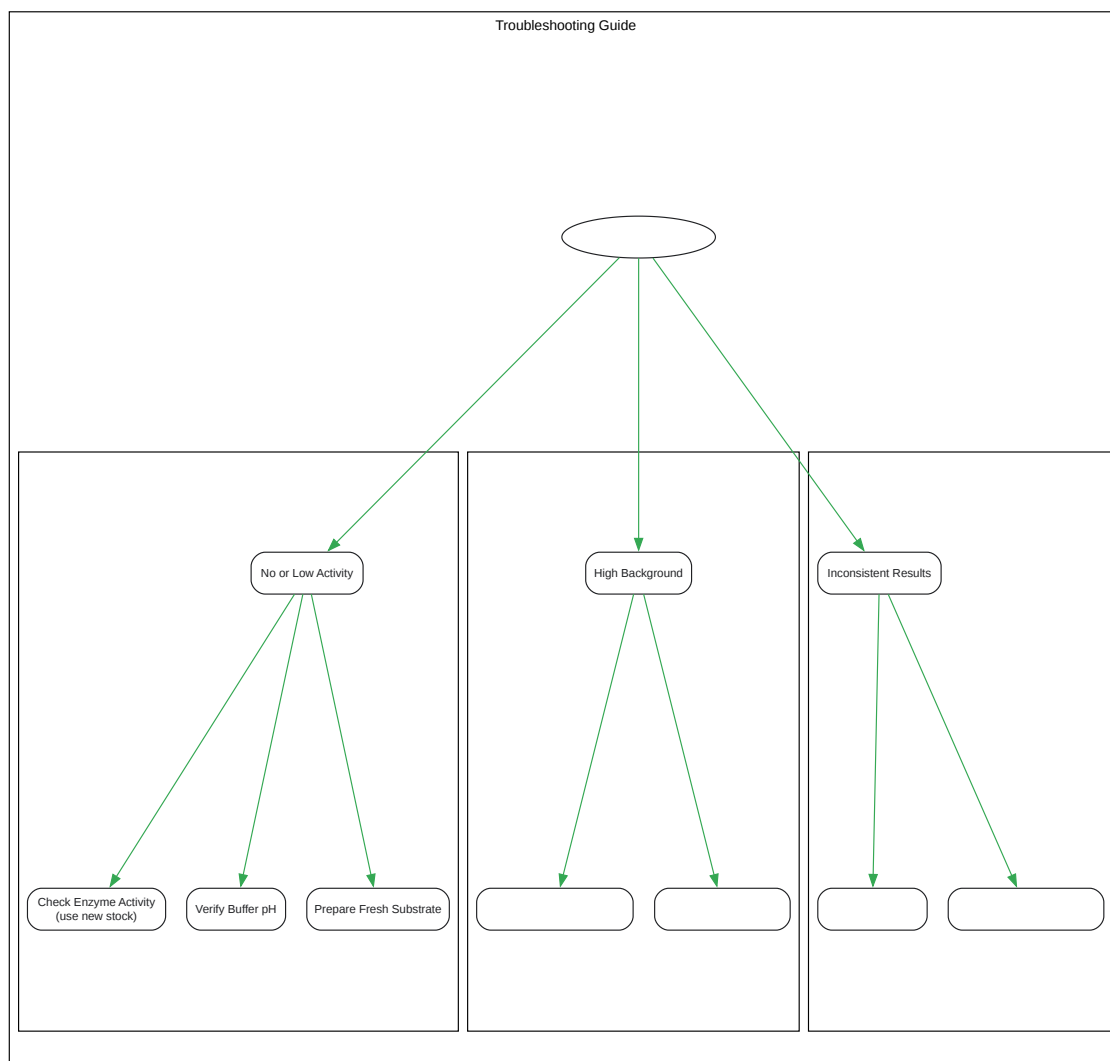 Troubleshooting Guide
No or Low Activity
High Background
Inconsistent Results
Check Enzyme Activity
(use new stock)
Verify Buffer pH
Prepare Fresh Substrate